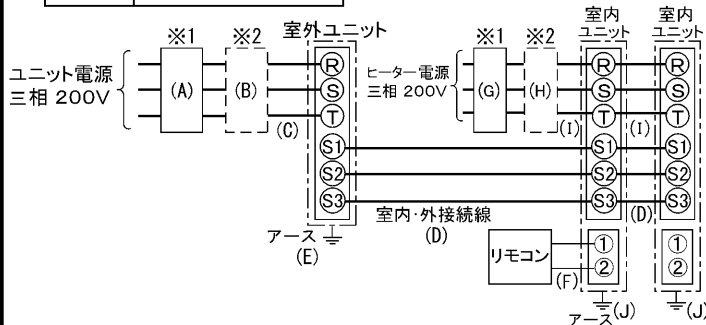 ※1 ※2 室外ユニット
ユニット電源
三相 200V
(A) (B) (C)
R
S
T
S1
S2
S3
アース
(E)
室内・外接続線
(D)
※1 ※2
ヒーター電源
三相 200V
(G) (H) (I)
室内
ユニット
R
S
T
S1
S2
S3
①
②
リモコン
(F)
アース (J)
(I)
(D)
室内
ユニット
R
S
T
S1
S2
S3
①
②
(J)